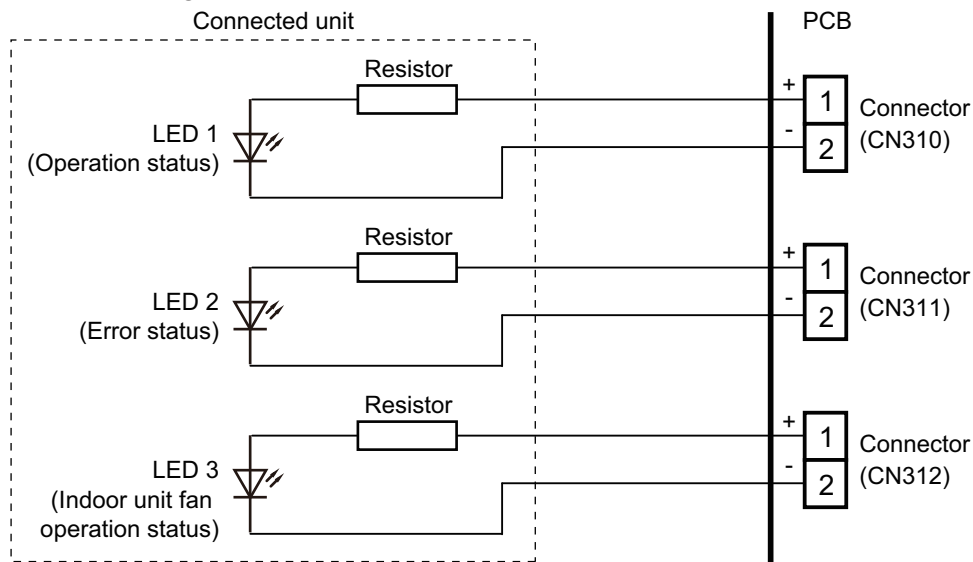 Connected unit
PCB
Resistor
LED 1
(Operation status)
+
1
-
2
Connector
(CN310)
Resistor
LED 2
(Error status)
+
1
-
2
Connector
(CN311)
Resistor
LED 3
(Indoor unit fan
operation status)
+
1
-
2
Connector
(CN312)